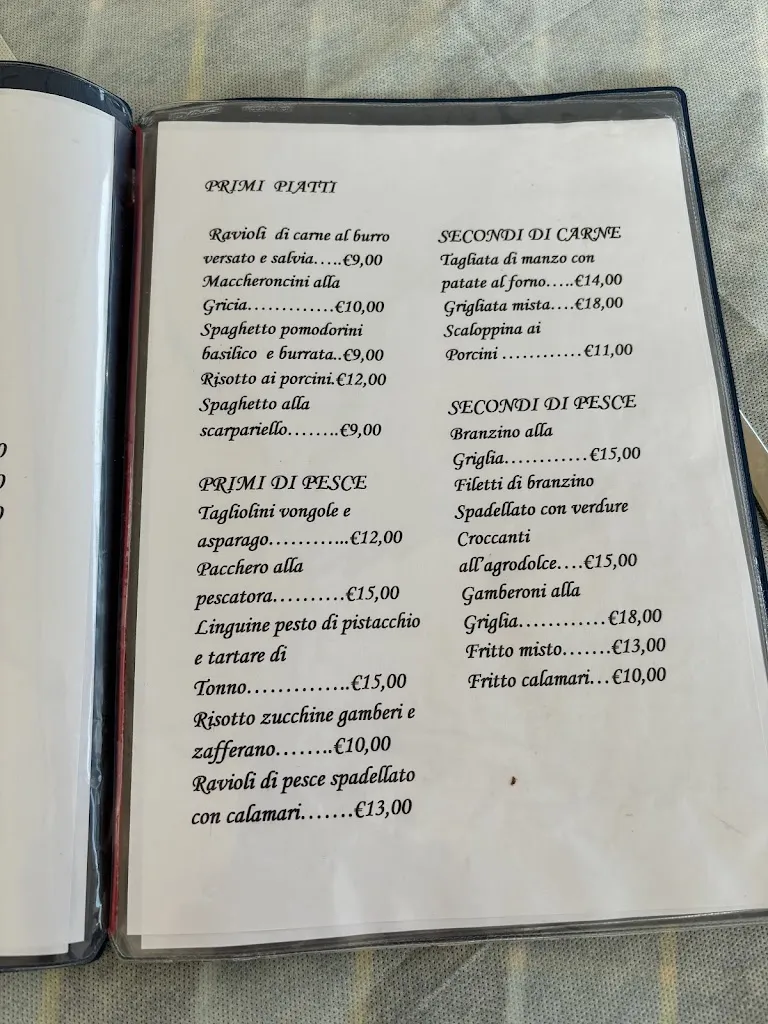 PRIMI PIATTI
Ravioli di carne al burro
versato e salvia.....€9,00
Maccheroncini alla
Gricia.............€10,00
Spaghetto pomodorini
basilico e burrata..€9,00
Risotto ai porcini.€12,00
Spaghetto alla
scarpariello........€9,00
PRIMI DI PESCE
Tagliolini vongole e
asparago...........€12,00
Pacchero alla
pescatora..........€15,00
Linguine pesto di pistacchio
e tartare di
Tonno..............€15,00
Risotto zucchine gamberi e
zafferano........€10,00
Ravioli di pesce spadellato
con calamari.......€13,00
SECONDI DI CARNE
Tagliata di manzo con
patate al forno.....€14,00
Grigliata mista....€18,00
Scaloppina ai
Porcini ............€11,00
SECONDI DI PESCE
Branzino alla
Griglia............€15,00
Filetti di branzino
Spadellato con verdure
Croccanti
all'agrodolce....€15,00
Gamberoni alla
Griglia............€18,00
Fritto misto.......€13,00
Fritto calamari...€10,00